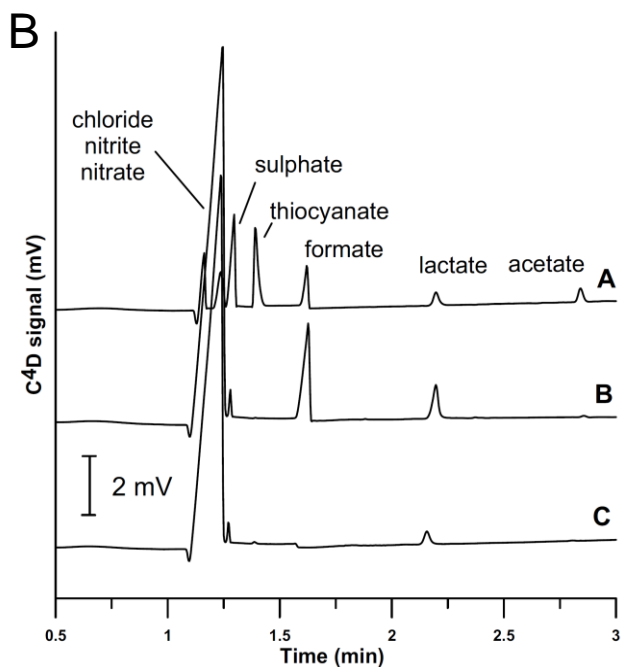 B
chloride
nitrite
nitrate
sulphate
thiocyanate
formate
lactate
acetate
A
B
C
2 mV
C4D signal (mV)
0.5 1 1.5 2 2.5 3
Time (min)